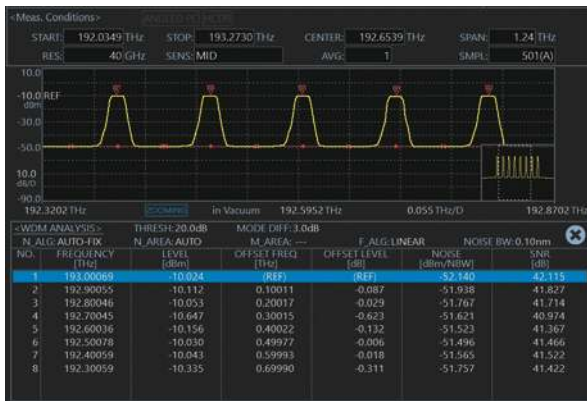 <Meas. Conditions>
START: 192.0349 THz STOP: 193.2730 THz CENTER: 192.6539 THz SPAN: 1.24 THz
RES: 40 GHz SENS: MID AVG: 1 SMPL: 501(A)
10.0
-10.0 REF
dBm
-30.0
-50.0
10.0
dB/D
-90.0
192.3202 THz ZOOMING in Vacuum 192.5952 THz 0.055 THz/D 192.8702 THz
<WDM ANALYSIS> THRESH: 20.0dB MODE DIFF: 3.0dB
N_ALG: AUTO-FIX N_AREA: AUTO M_AREA: --- F_ALG: LINEAR NOISE BW: 0.10nm
NO. FREQUENCY LEVEL OFFSET FREQ OFFSET LEVEL NOISE SNR
[THz] [dBm] [THz] [dB] [dBm/NBW] [dB]
1 193.00069 -10.024 (REF) (REF) -52.140 42.115
2 192.90055 -10.112 0.10011 -0.087 -51.938 41.827
3 192.80046 -10.053 0.20017 -0.029 -51.767 41.714
4 192.70045 -10.647 0.30015 -0.623 -51.621 40.974
5 192.60036 -10.156 0.40022 -0.132 -51.523 41.367
6 192.50078 -10.030 0.49977 -0.006 -51.496 41.466
7 192.40059 -10.043 0.59993 -0.018 -51.565 41.522
8 192.30059 -10.335 0.69990 -0.311 -51.757 41.422